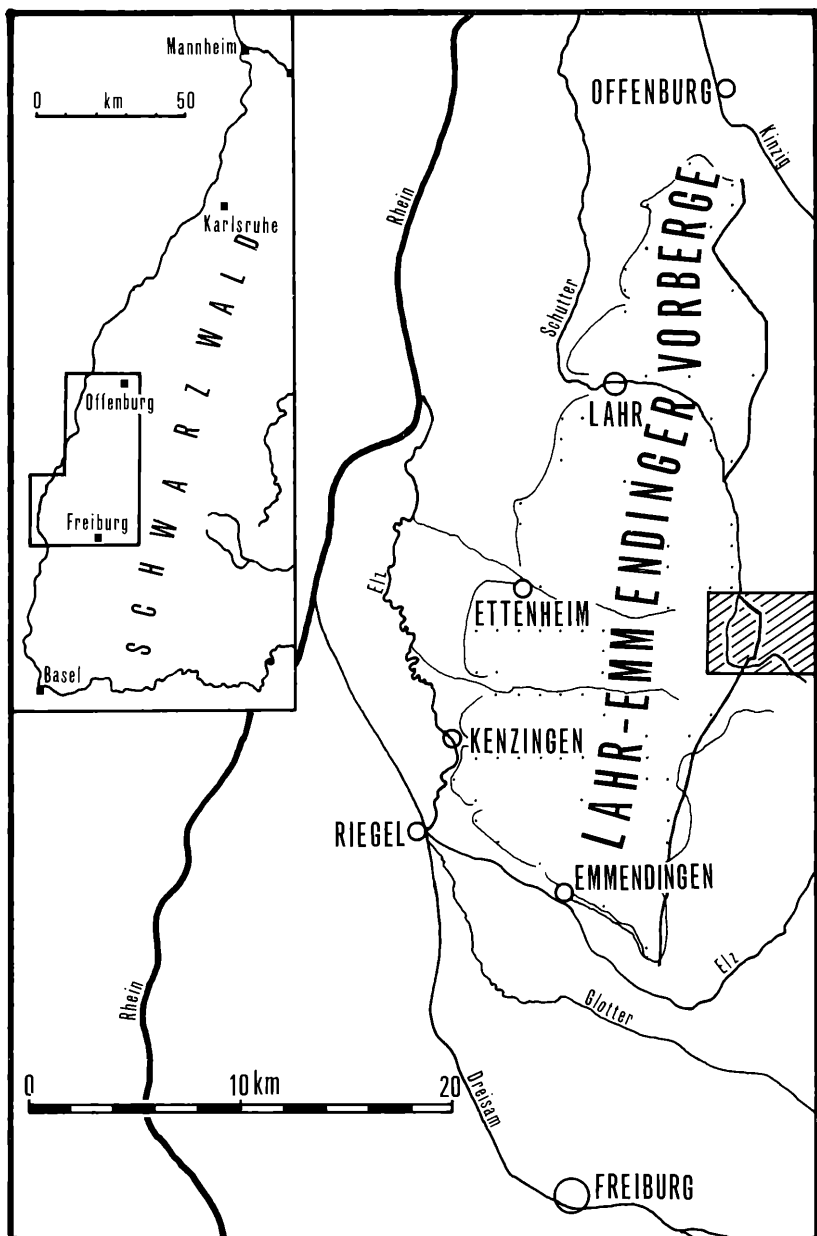 Mannheim
0 km 50
Karlsruhe
SCHWARZWALD
Offenburg
Freiburg
Basel
OFFENBURG
Kinzig
Rhein
Schutter
LAHR-EMMENDINGER VORBERGE
LAHR
Elz
ETTENHEIM
KENZINGEN
RIEGEL
EMMENDINGEN
Elz
Glotter
Rhein
0 10 km 20
Dreisam
FREIBURG